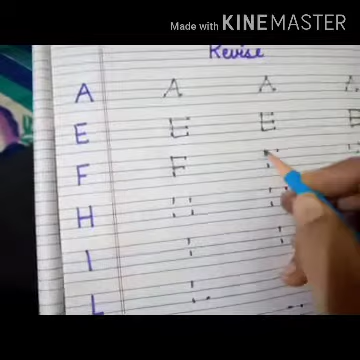 Made with KINEMASTER
Revise
A A A A
E E E E
F F
H
I
L L